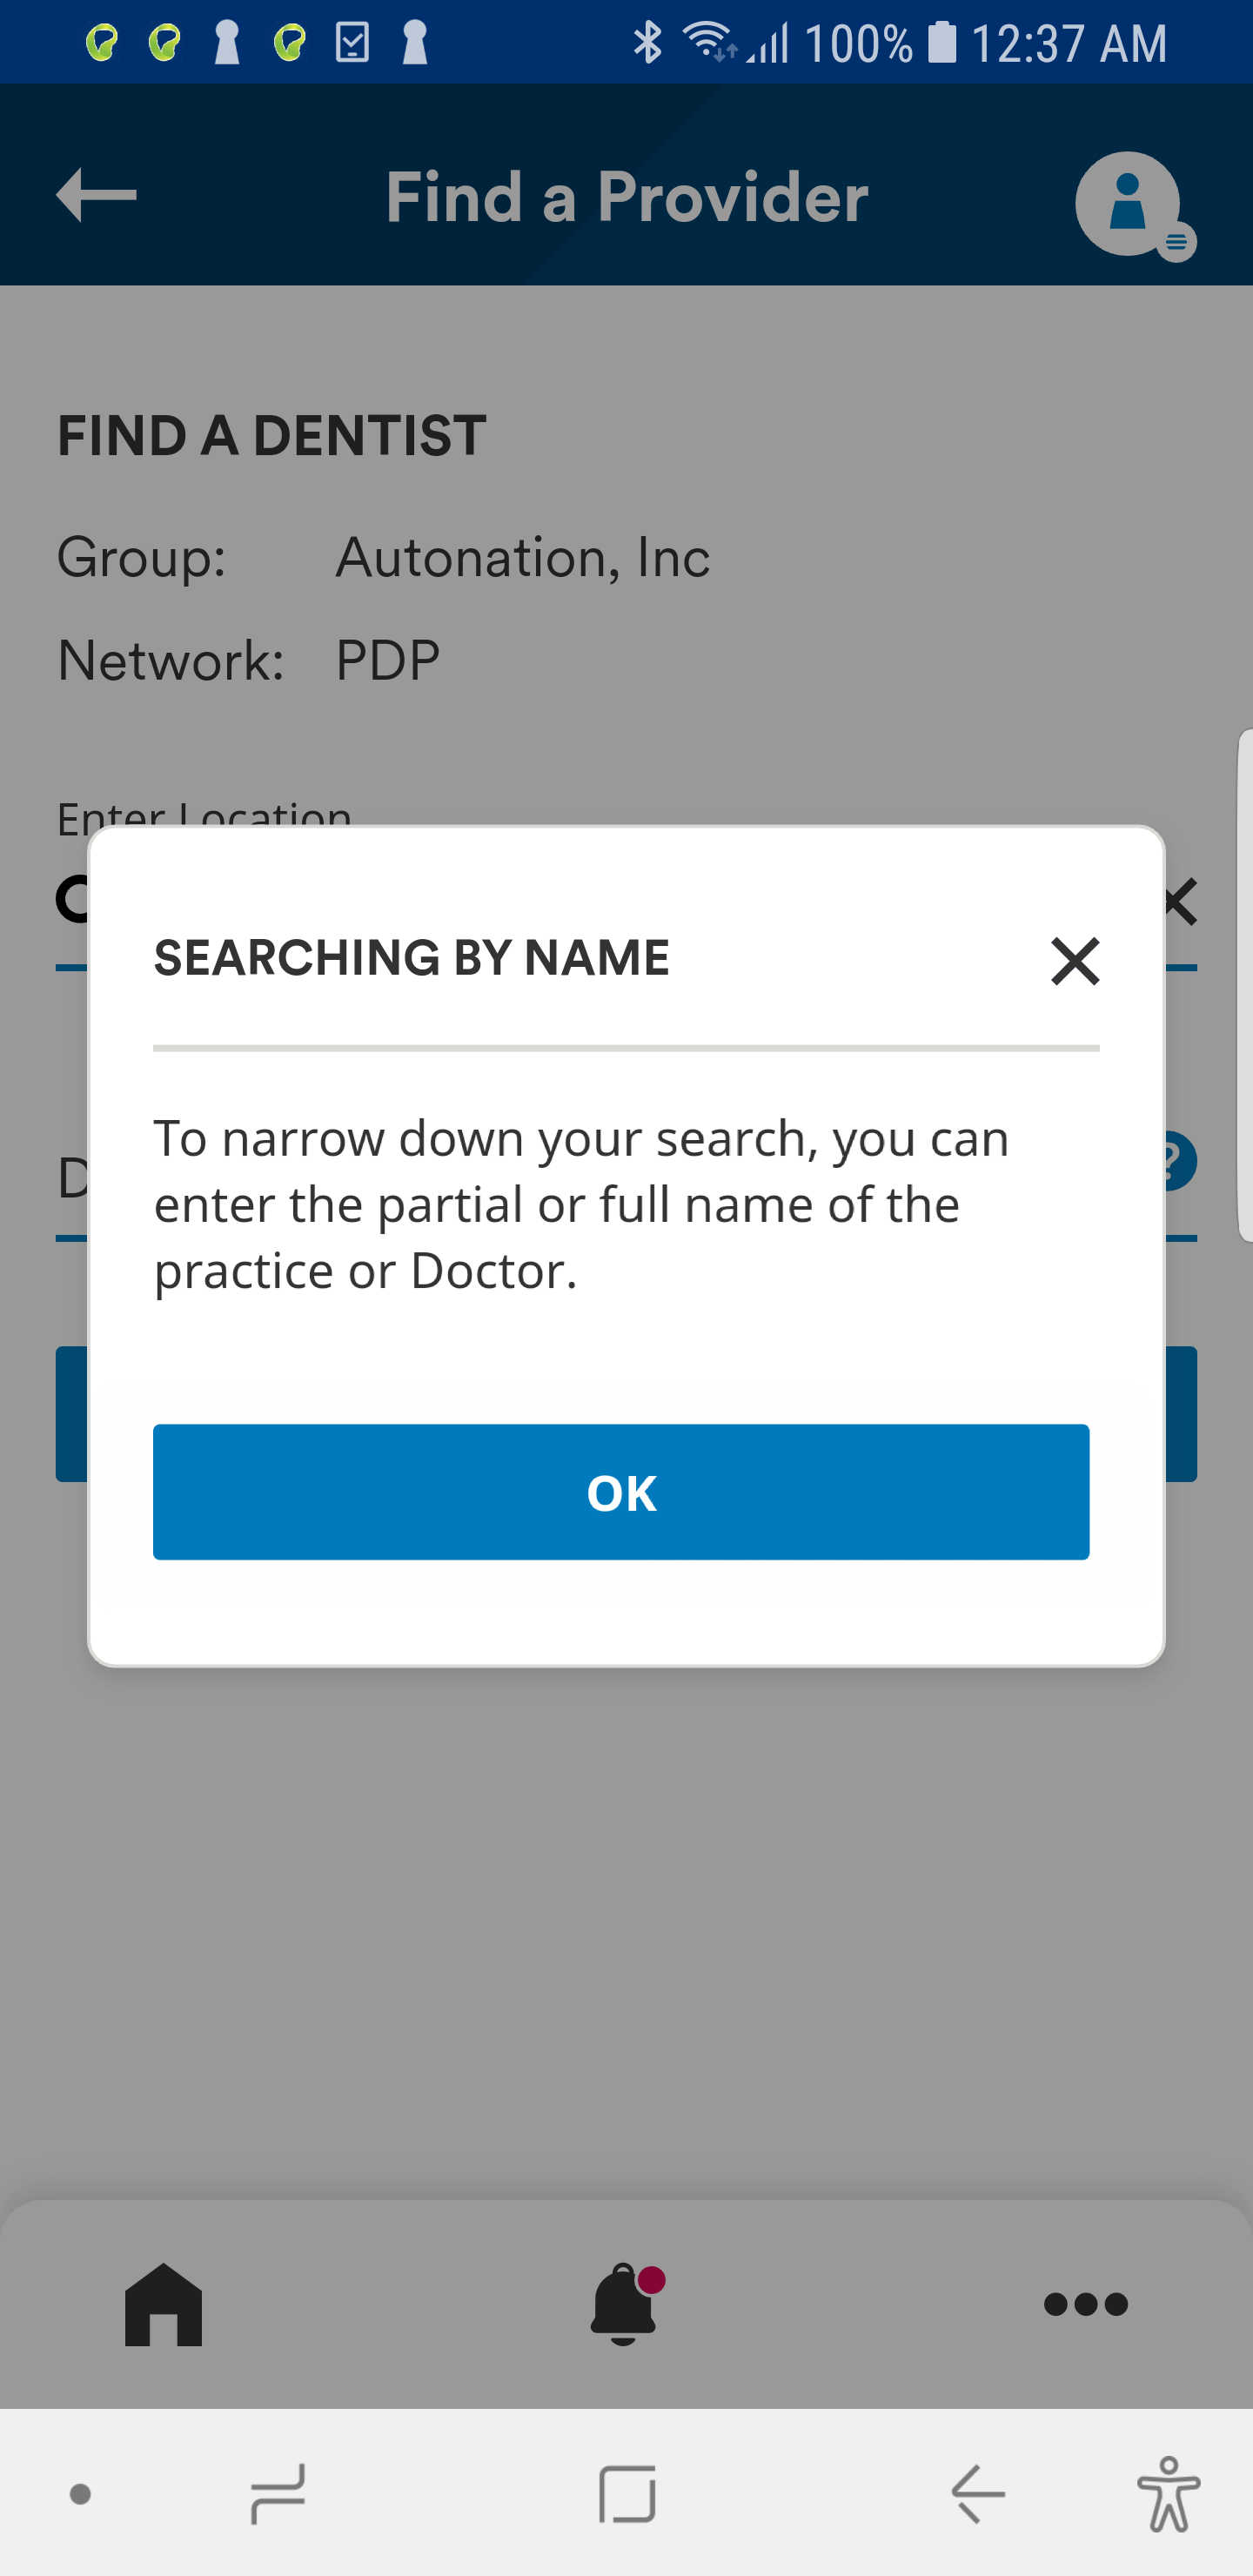 100% 12:37 AM
Find a Provider
FIND A DENTIST
Group: Autonation, Inc
Network: PDP
Enter Location
SEARCHING BY NAME
To narrow down your search, you can
enter the partial or full name of the
practice or Doctor.
OK